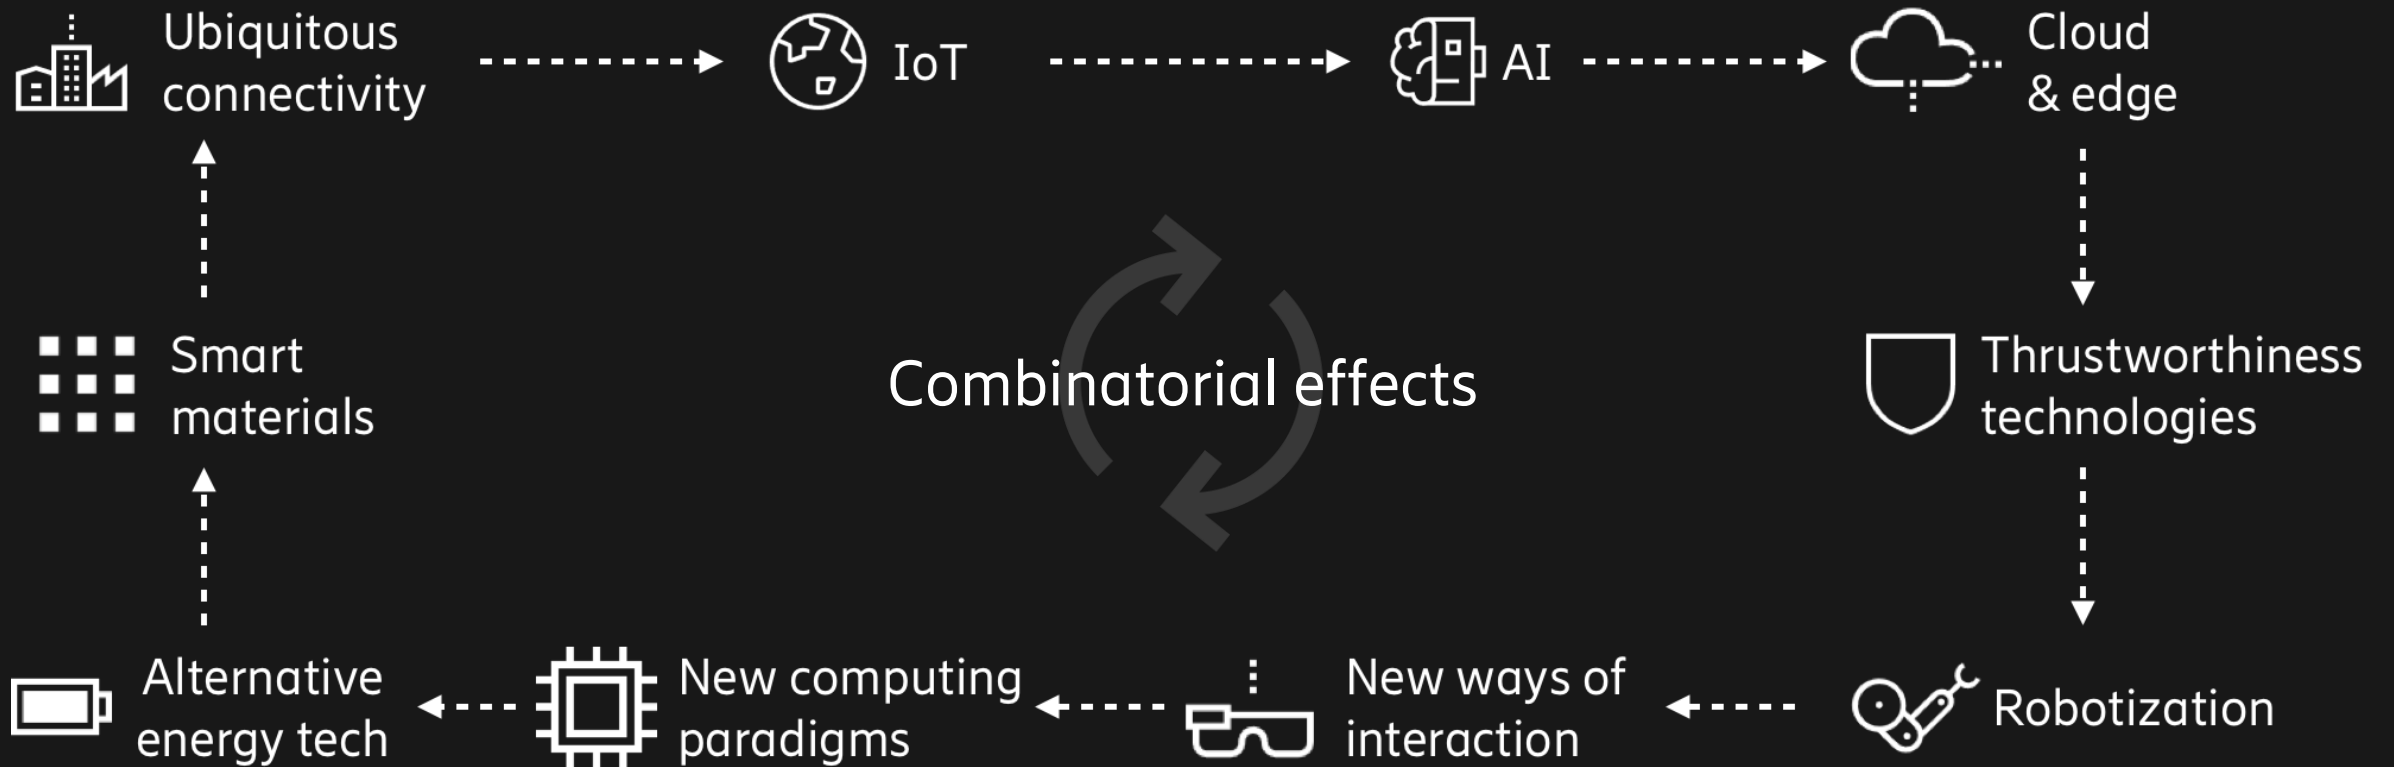 Ubiquitous
connectivity
IoT
AI
Cloud
& edge
Smart
materials
Combinatorial effects
Thrustworthiness
technologies
Alternative
energy tech
New computing
paradigms
New ways of
interaction
Robotization